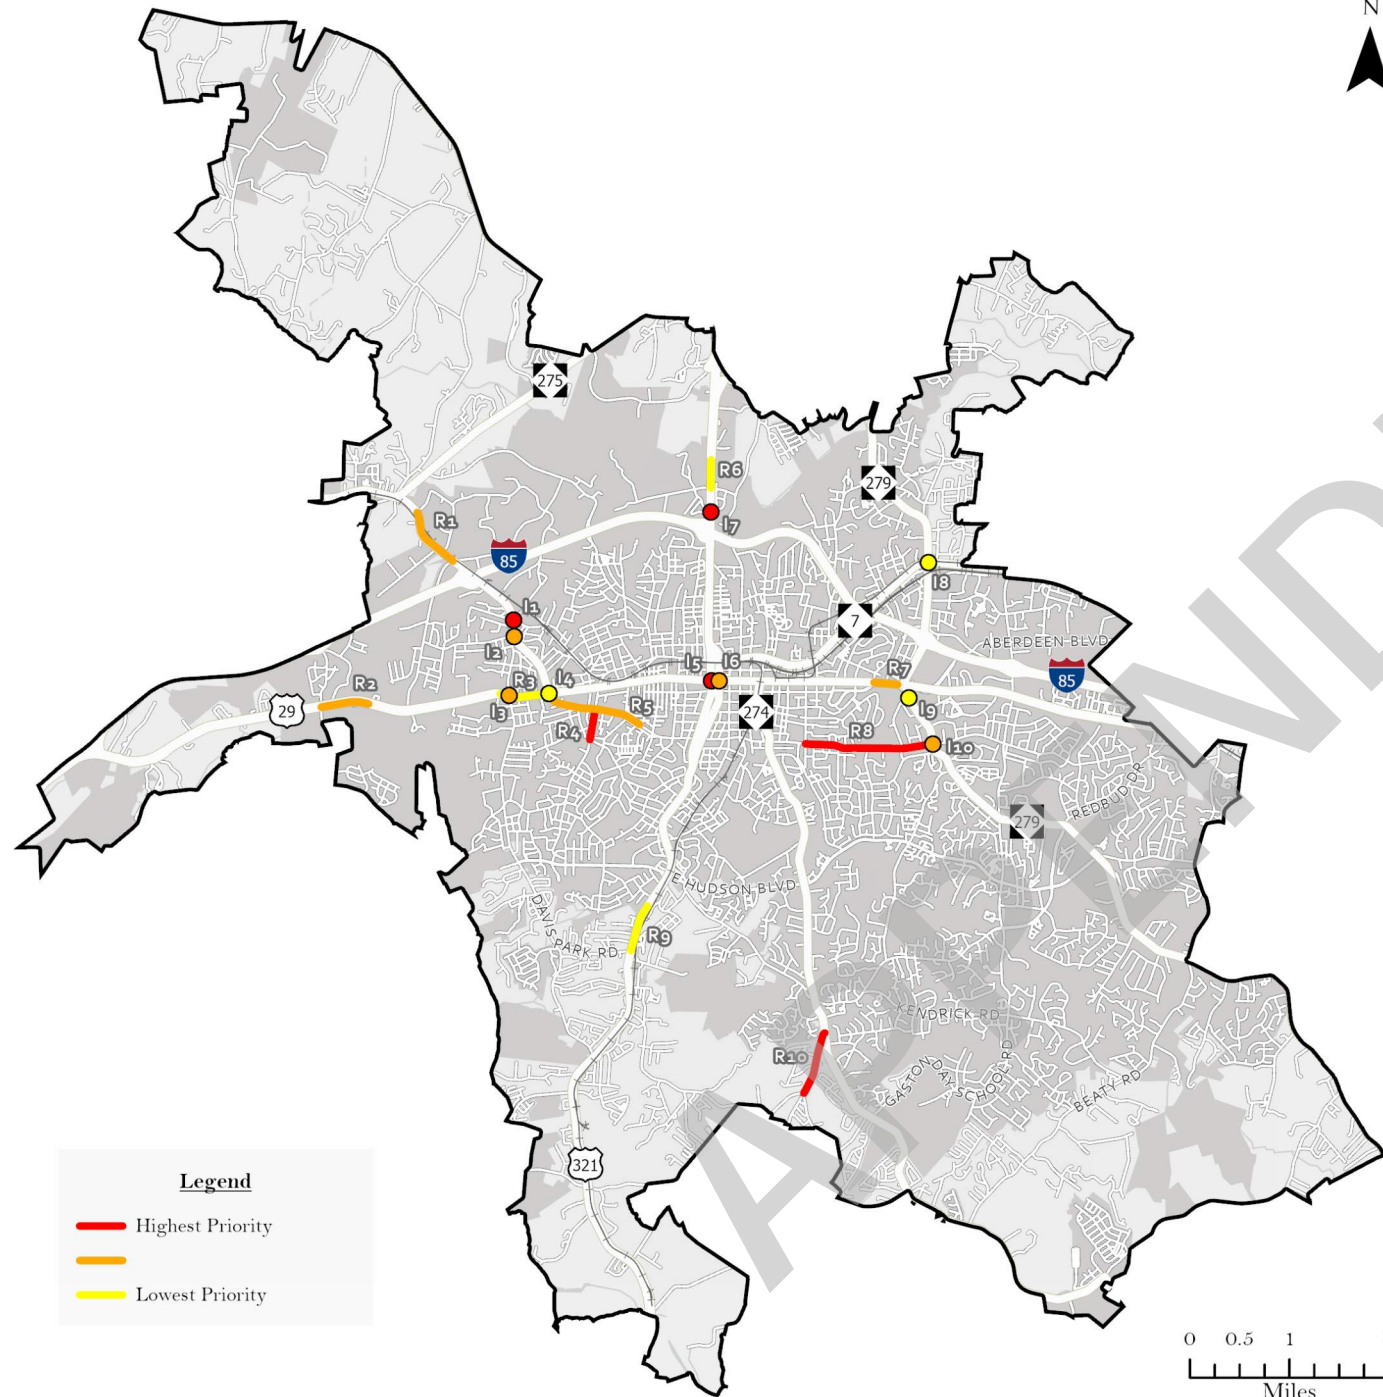 N
275
279
R6
I7
R1
85
I8
I1
7
I2
ABERDEEN BLVD
I5
I6
R7
85
R3
I4
R2
I3
I9
29
274
R5
R4
R8
I10
REDBUD DR
279
E HUDSON BLVD
DAVIS PARK RD
R9
KENDRICK RD
R10
GASTON DAY SCHOOL RD
BEATY RD
321
Legend
Highest Priority
Lowest Priority
0 0.5 1
Miles